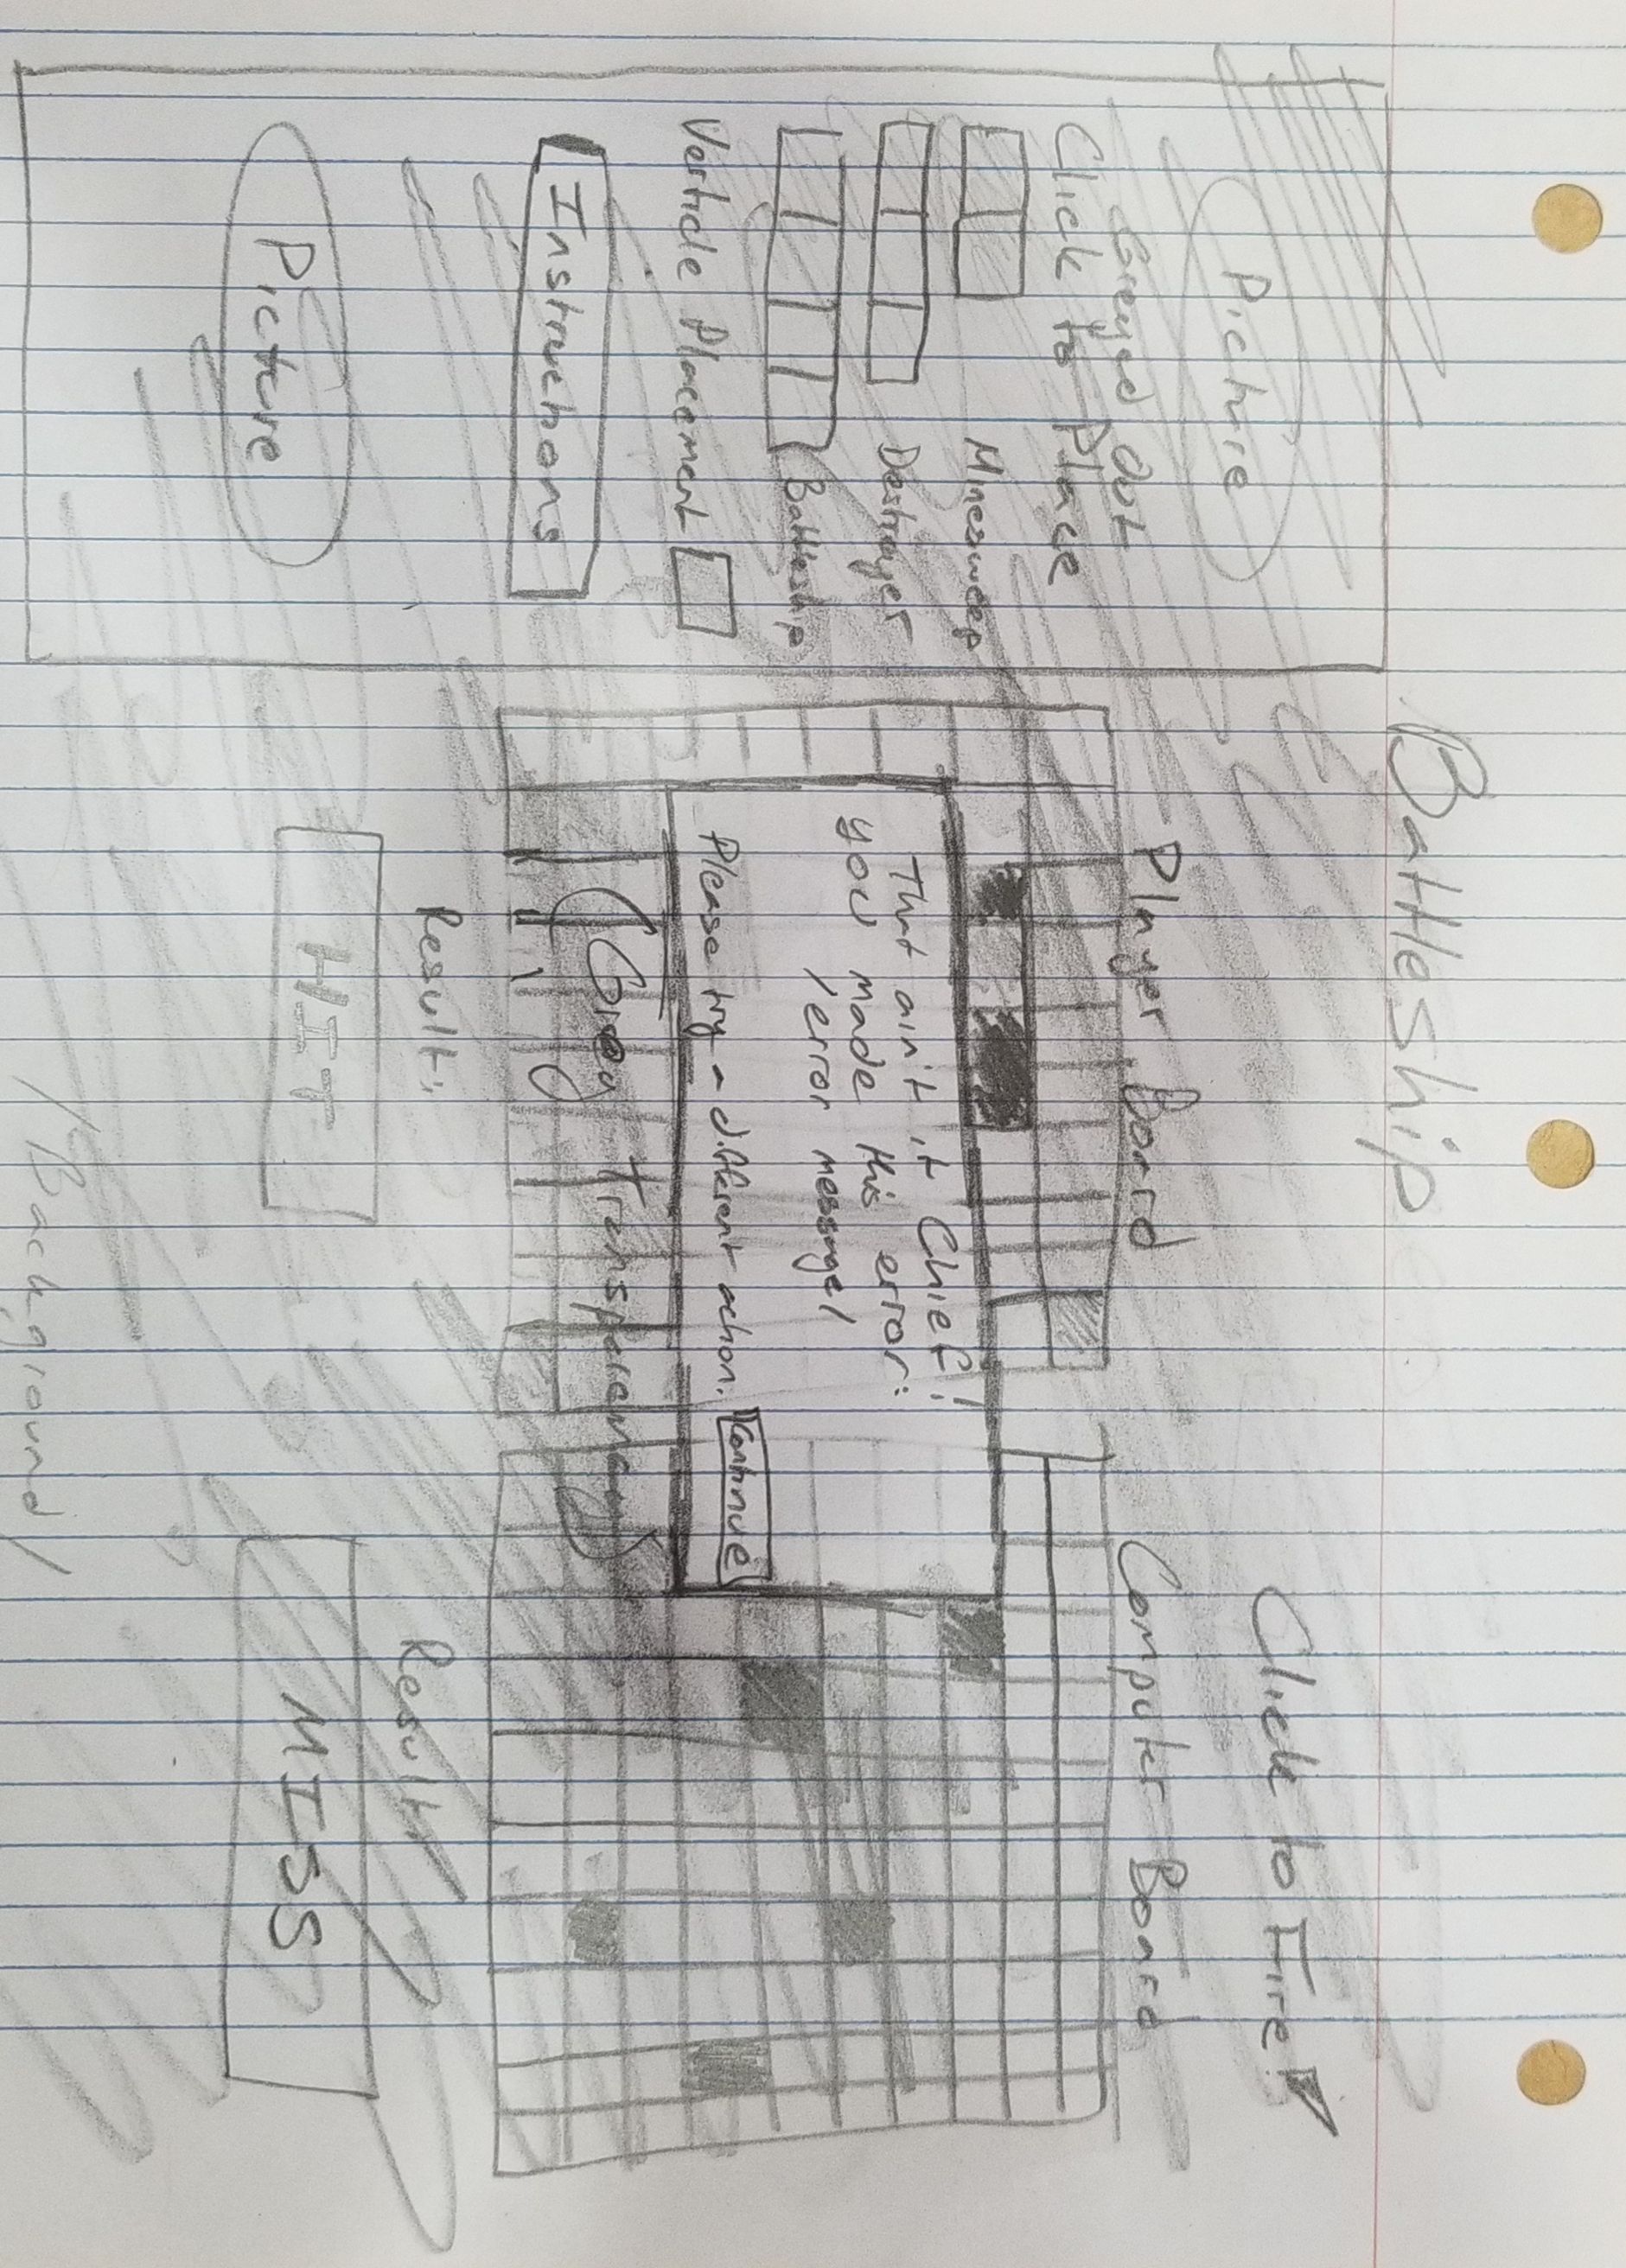 Battleship
Click to Fire!
Picture
Greyed Out
Click to Place
Minesweep
Destroyer
Battleship
Verticle Placement
Instructions
Picture
Player Board
Computer Board
That ain't it Chief!
you made this error:
/error message/
Please try a different action.
Continue
(Gray Transparency)
Result:
HIT
Result:
MISS
/Background/